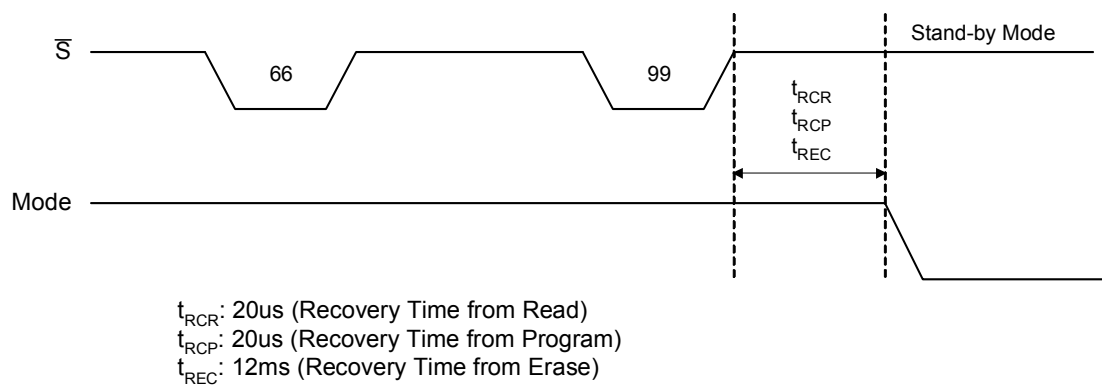 Stand-by Mode
S̅
66
99
tRCR
tRCP
tREC
Mode
tRCR: 20us (Recovery Time from Read)
tRCP: 20us (Recovery Time from Program)
tREC: 12ms (Recovery Time from Erase)